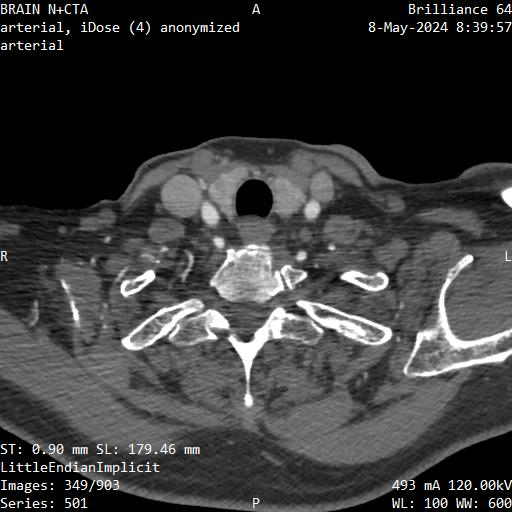 BRAIN N+CTA
A
Brilliance 64
arterial, iDose (4) anonymized
8-May-2024 8:39:57
arterial
R
L
ST: 0.90 mm SL: 179.46 mm
LittleEndianImplicit
Images: 349/903
493 mA 120.00kV
Series: 501
P
WL: 100 WW: 600